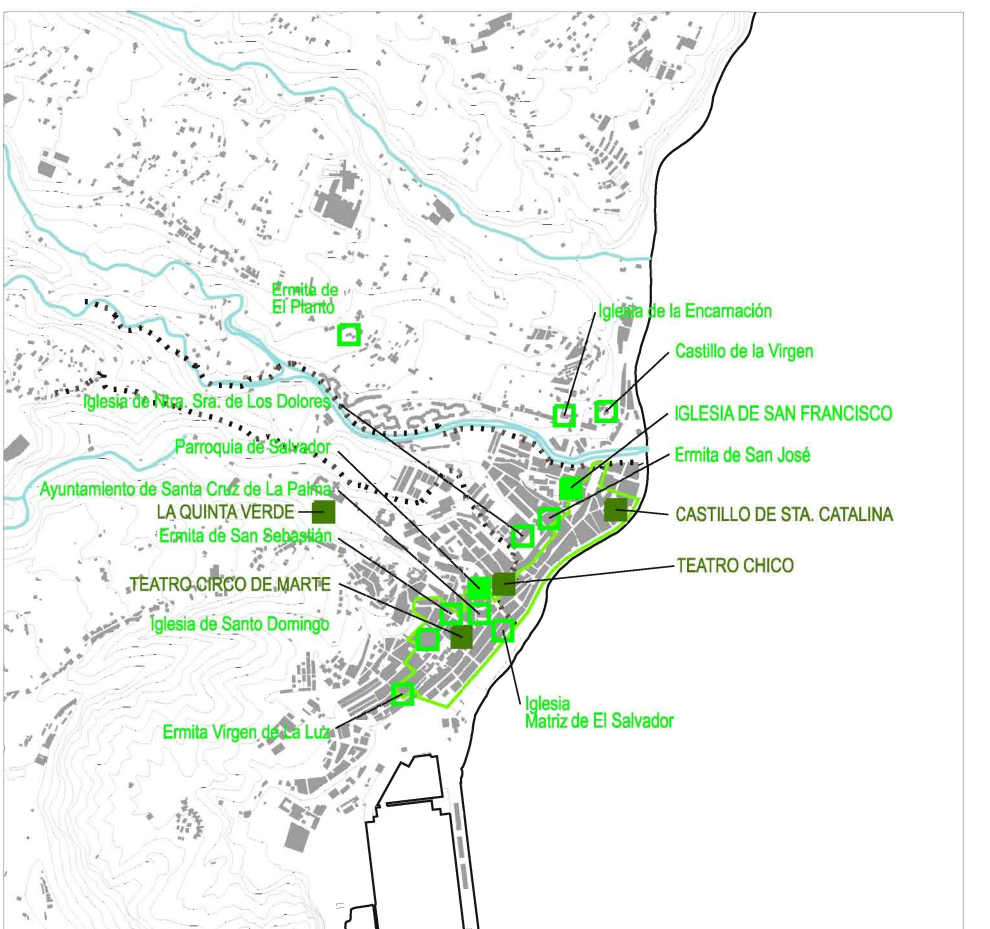 Ermita de
El Planto
Iglesia de la Encarnación
Castillo de la Virgen
Iglesia de Ntra. Sra. de Los Dolores
IGLESIA DE SAN FRANCISCO
Parroquia de Salvador
Ermita de San José
Ayuntamiento de Santa Cruz de La Palma
LA QUINTA VERDE
CASTILLO DE STA. CATALINA
Ermita de San Sebastián
TEATRO CHICO
TEATRO CIRCO DE MARTE
Iglesia de Santo Domingo
Iglesia
Matriz de El Salvador
Ermita Virgen de La Luz